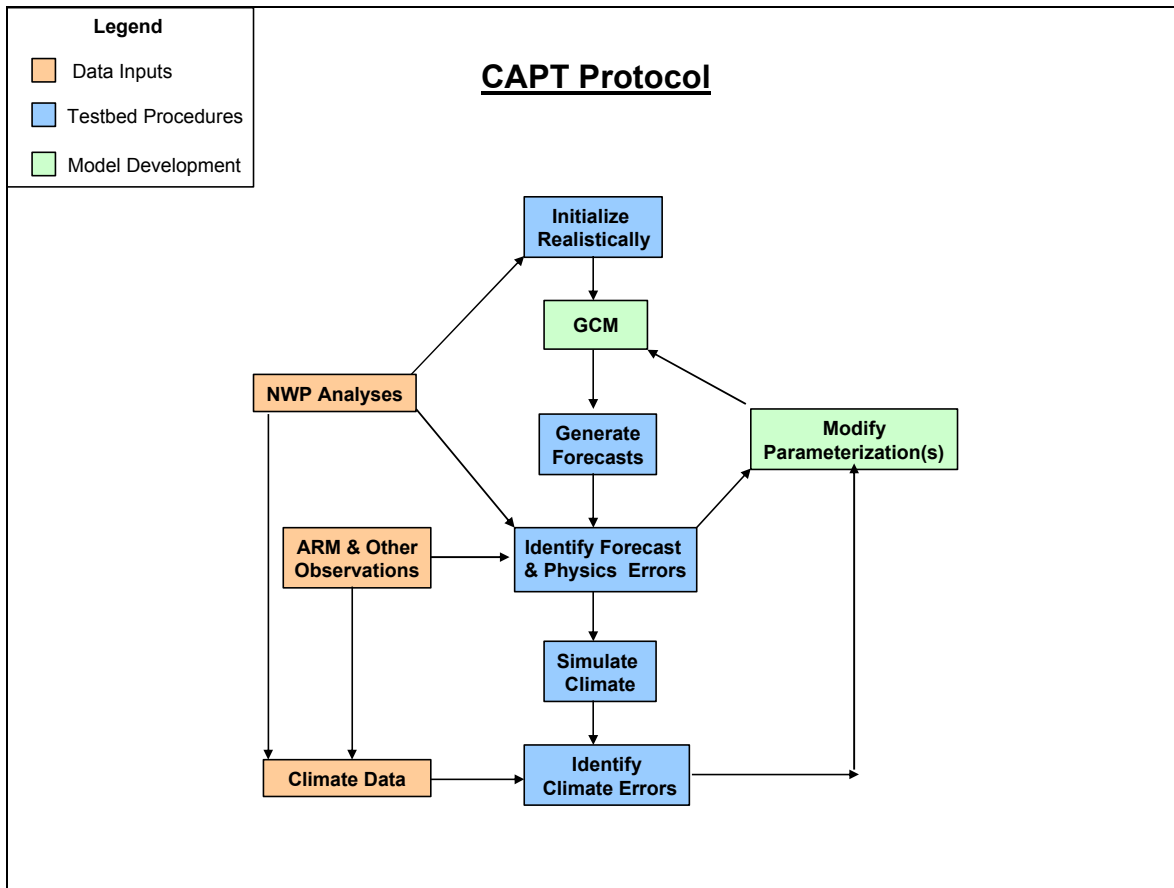 Legend
Data Inputs
Testbed Procedures
Model Development
CAPT Protocol
Initialize
Realistically
GCM
NWP Analyses
Generate
Forecasts
Modify
Parameterization(s)
ARM & Other
Observations
Identify Forecast
& Physics Errors
Simulate
Climate
Climate Data
Identify
Climate Errors